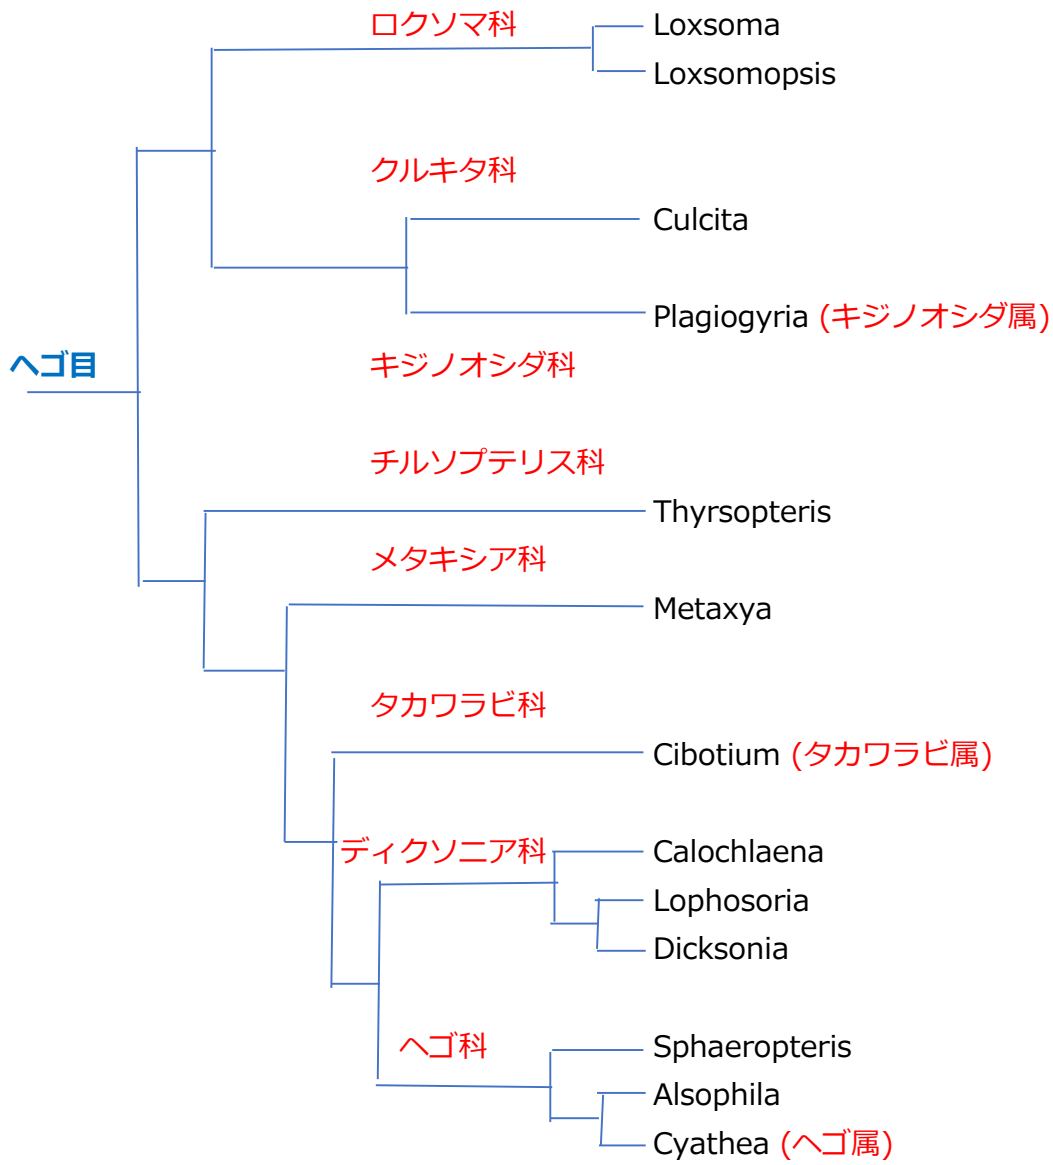 ロクソマ科
Loxsoma
Loxsomopsis
クルキタ科
Culcita
Plagiogyria (キジノオシダ属)
ヘゴ目
キジノオシダ科
チルソプテリス科
Thyrsopteris
メタキシア科
Metaxya
タカワラビ科
Cibotium (タカワラビ属)
ディクソニア科
Calochlaena
Lophosoria
Dicksonia
ヘゴ科
Sphaeropteris
Alsophila
Cyathea (ヘゴ属)